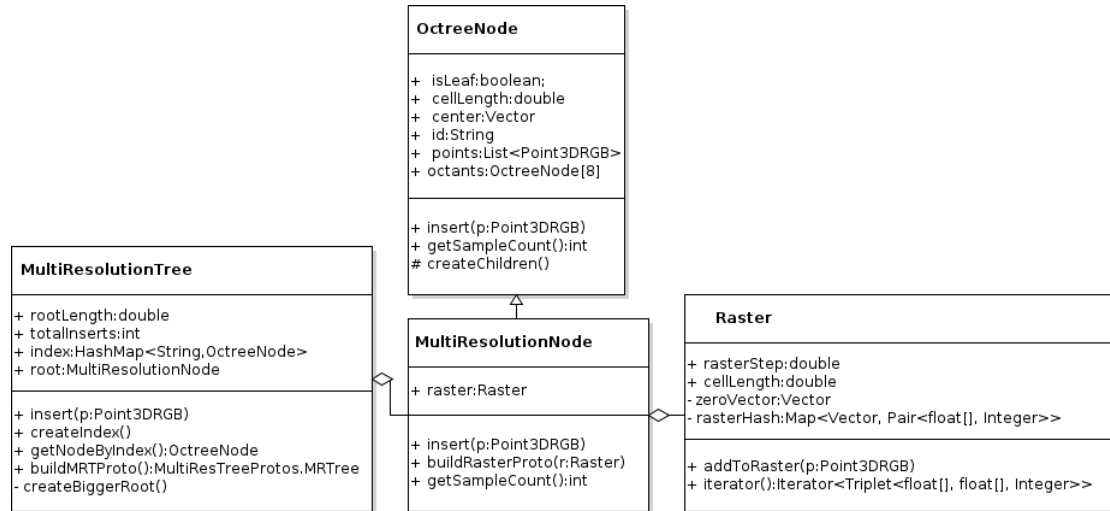 OctreeNode
+ isLeaf:boolean;
+ cellLength:double
+ center:Vector
+ id:String
+ points:List<Point3DRGB>
+ octants:OctreeNode[8]
+ insert(p:Point3DRGB)
+ getSampleCount():int
# createChildren()
MultiResolutionTree
+ rootLength:double
+ totalInserts:int
+ index:HashMap<String,OctreeNode>
+ root:MultiResolutionNode
+ insert(p:Point3DRGB)
+ createIndex()
+ getNodeByIndex():OctreeNode
+ buildMRTProto():MultiResTreeProtos.MRTree
- createBiggerRoot()
MultiResolutionNode
+ raster:Raster
+ insert(p:Point3DRGB)
+ buildRasterProto(r:Raster)
+ getSampleCount():int
Raster
+ rasterStep:double
+ cellLength:double
- zeroVector:Vector
- rasterHash:Map<Vector, Pair<float[], Integer>>
+ addToRaster(p:Point3DRGB)
+ iterator():Iterator<Triplet<float[], float[], Integer>>